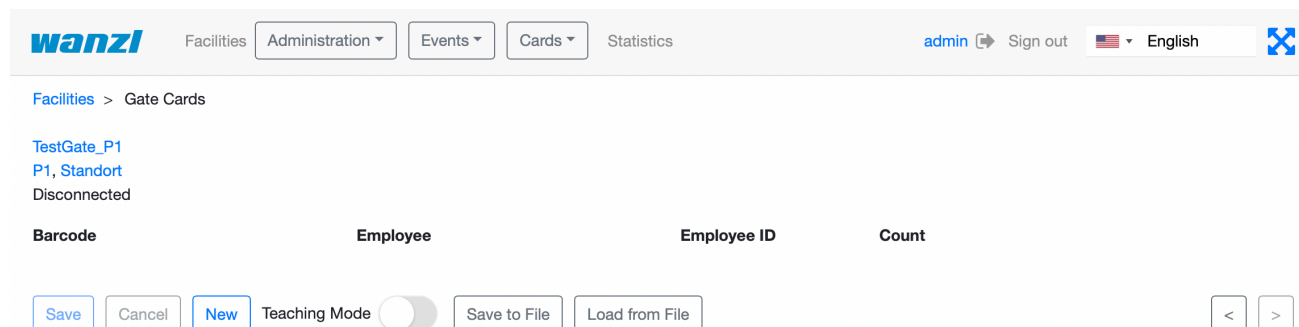 wanzl Facilities Administration Events Cards Statistics admin Sign out English
Facilities > Gate Cards
TestGate_P1
P1, Standort
Disconnected
Barcode Employee Employee ID Count
Save Cancel New Teaching Mode Save to File Load from File < >